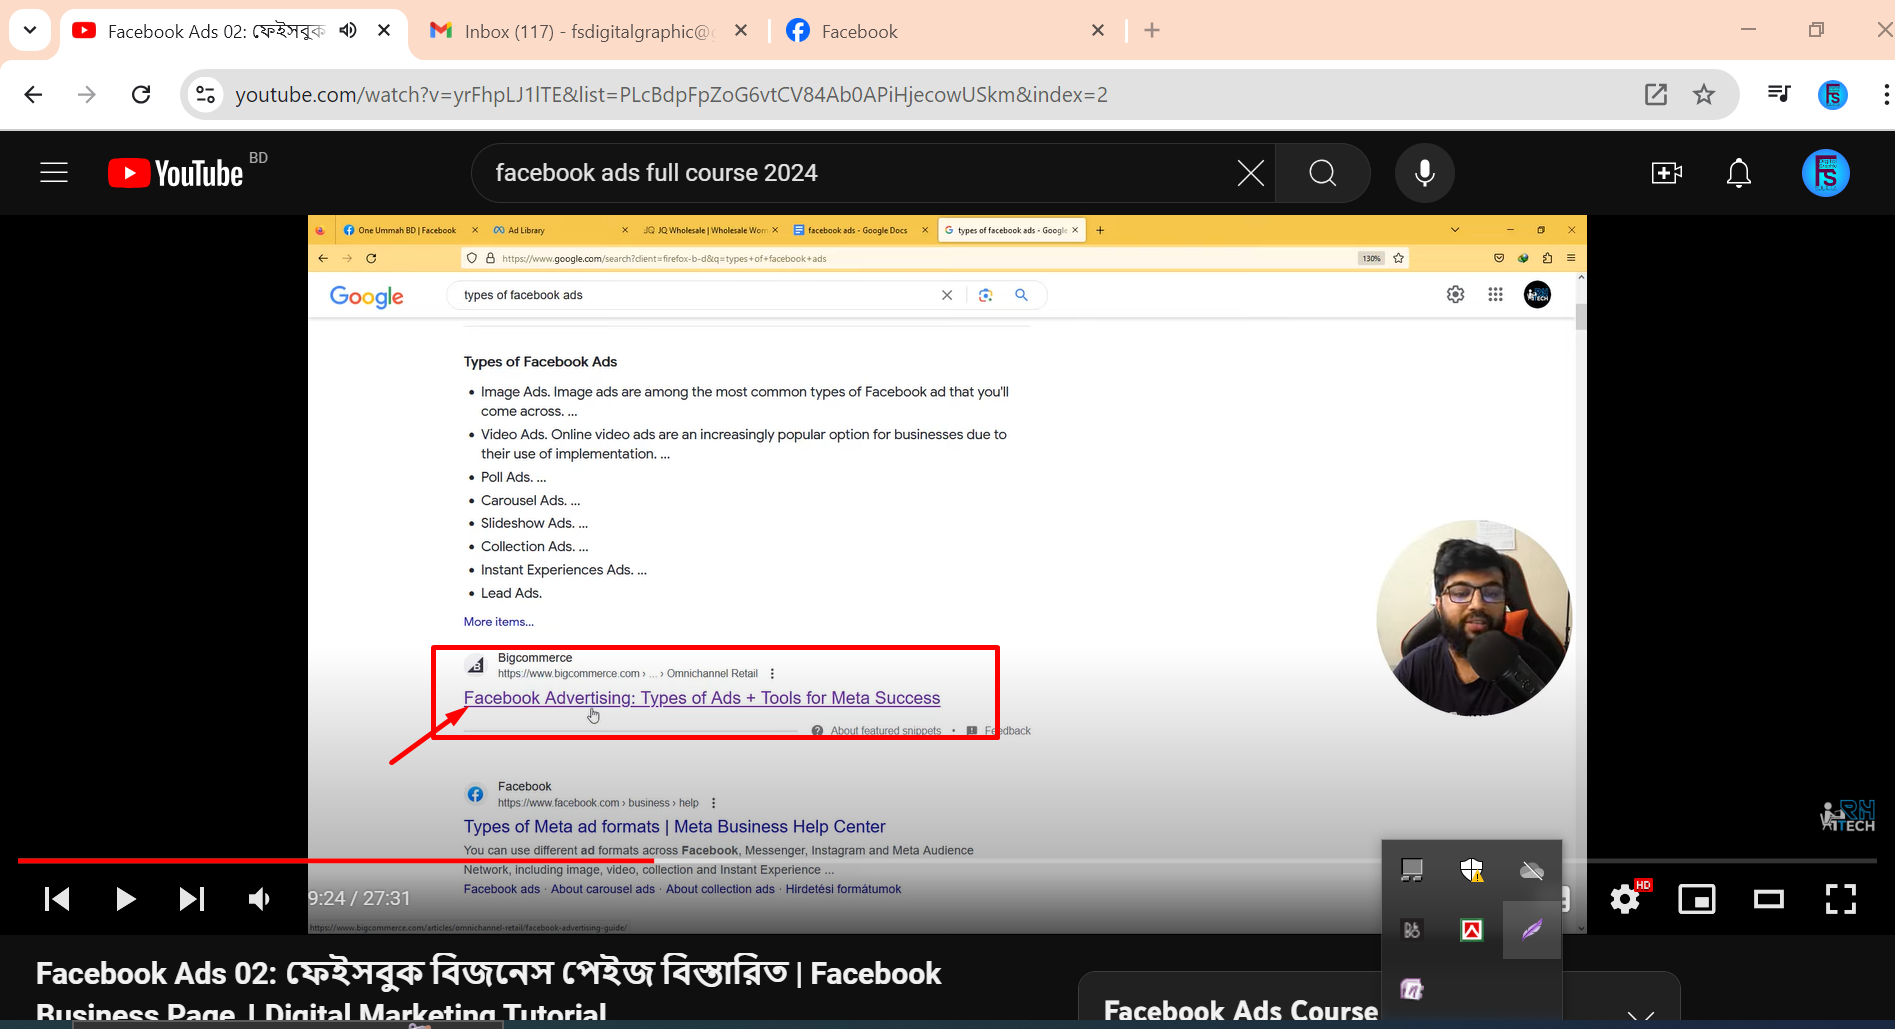 Facebook Ads 02: ফেইসবুক
Inbox (117) - fsdigitalgraphic@g
Facebook
youtube.com/watch?v=yrFhpLJ1lTE&list=PLcBdpFpZoG6vtCV84Ab0APiHjecowUSkm&index=2
YouTube BD
facebook ads full course 2024
One Ummah BD | Facebook
Ad Library
JQ JQ Wholesale | Wholesale Wom
facebook ads - Google Docs
types of facebook ads - Google
https://www.google.com/search?client=firefox-b-d&q=types+of+facebook+ads
130%
Google
types of facebook ads
Types of Facebook Ads
• Image Ads. Image ads are among the most common types of Facebook ad that you'll
come across. ...
• Video Ads. Online video ads are an increasingly popular option for businesses due to
their use of implementation. ...
• Poll Ads. ...
• Carousel Ads. ...
• Slideshow Ads. ...
• Collection Ads. ...
• Instant Experiences Ads. ...
• Lead Ads.
More items...
Bigcommerce
https://www.bigcommerce.com › ... › Omnichannel Retail
Facebook Advertising: Types of Ads + Tools for Meta Success
About featured snippets • Feedback
Facebook
https://www.facebook.com › business › help
Types of Meta ad formats | Meta Business Help Center
You can use different ad formats across Facebook, Messenger, Instagram and Meta Audience
Network, including image, video, collection and Instant Experience ...
Facebook ads · About carousel ads · About collection ads · Hirdetési formátumok
RH
ITECH
9:24 / 27:31
HD
https://www.bigcommerce.com/articles/omnichannel-retail/facebook-advertising-guide/
Facebook Ads 02: ফেইসবুক বিজনেস পেইজ বিস্তারিত | Facebook
Business Page | Digital Marketing Tutorial
Facebook Ads Course